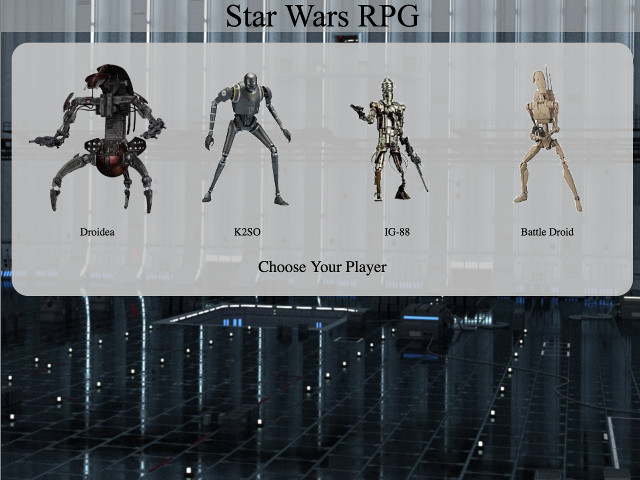 Star Wars RPG
Droidea
K2SO
IG-88
Battle Droid
Choose Your Player